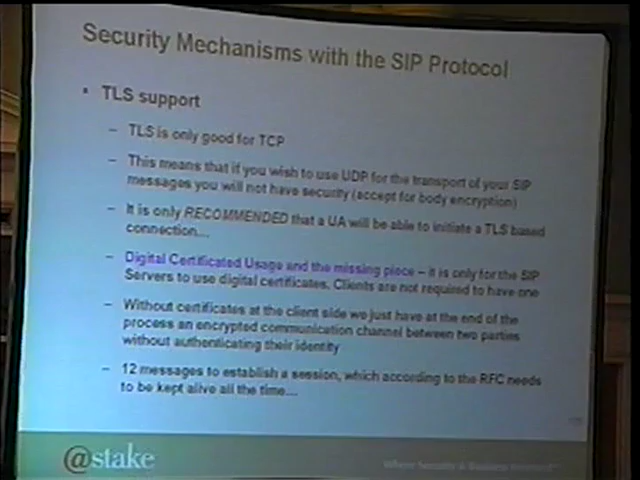 Security Mechanisms with the SIP Protocol
• TLS support
– TLS is only good for TCP
– This means that if you wish to use UDP for the transport of your SIP
messages you will not have security (accept for body encryption)
– It is only RECOMMENDED that a UA will be able to initiate a TLS based
connection...
– Digital Certificated Usage and the missing piece – it is only for the SIP
Servers to use digital certificates. Clients are not required to have one
– Without certificates at the client side we just have at the end of the
process an encrypted communication channel between two parties
without authenticating their identity
– 12 messages to establish a session, which according to the RFC needs
to be kept alive all the time...
@stake
Where Security & Business